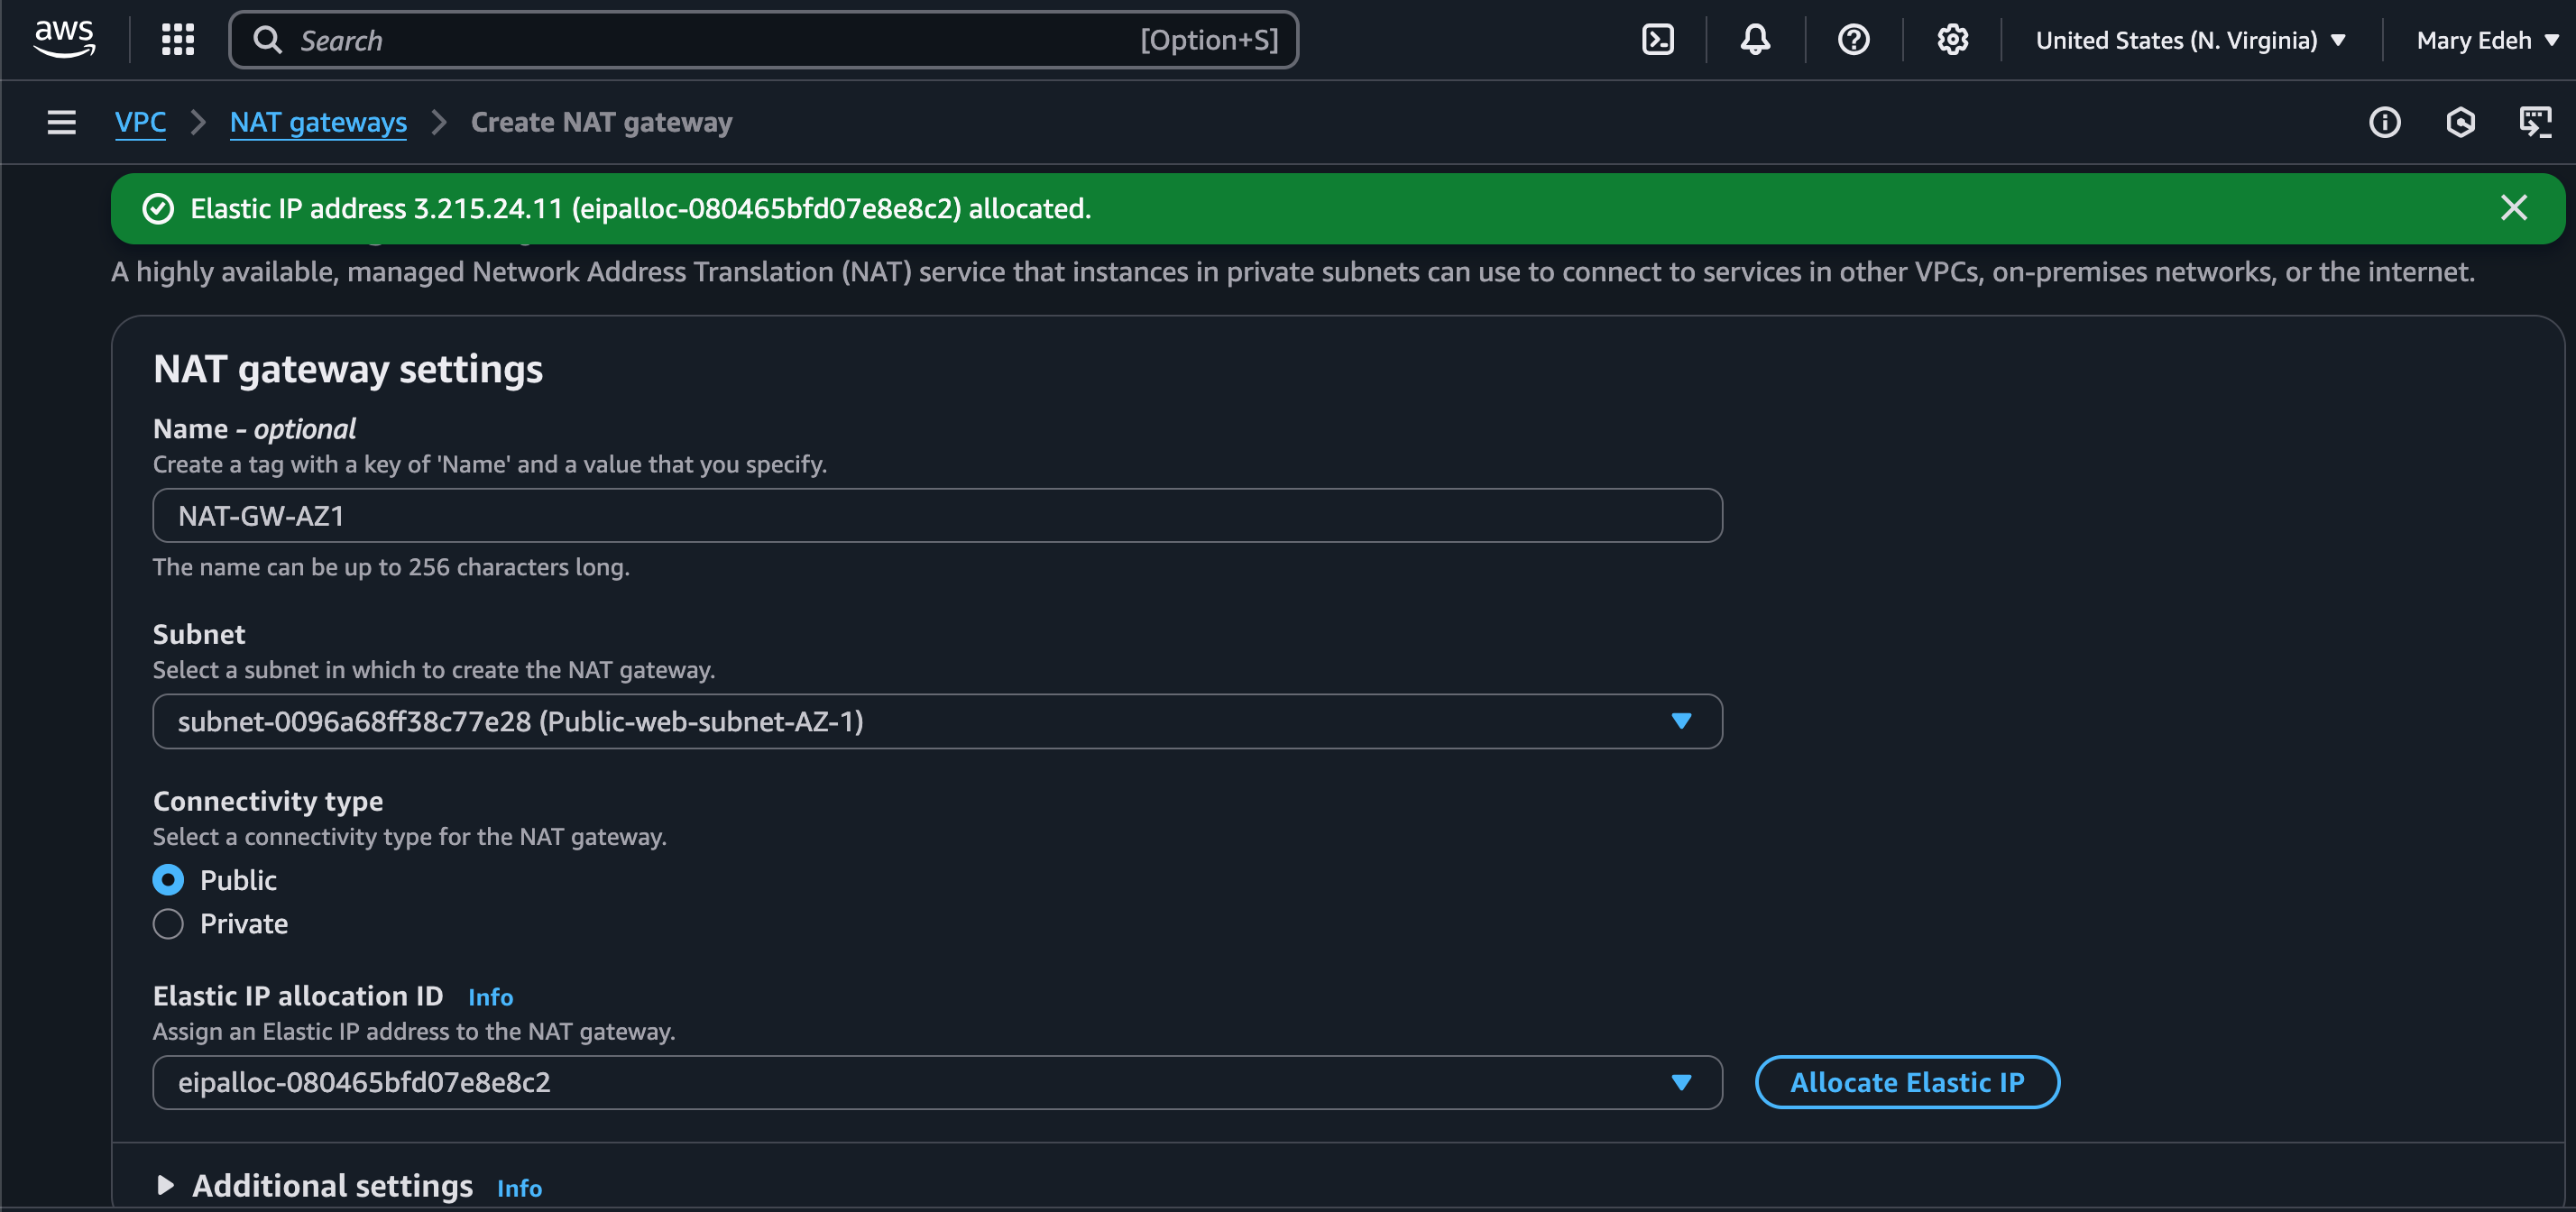 aws
Search [Option+S]
United States (N. Virginia)
Mary Edeh
VPC NAT gateways Create NAT gateway
Elastic IP address 3.215.24.11 (eipalloc-080465bfd07e8e8c2) allocated.
A highly available, managed Network Address Translation (NAT) service that instances in private subnets can use to connect to services in other VPCs, on-premises networks, or the internet.
NAT gateway settings
Name - optional
Create a tag with a key of 'Name' and a value that you specify.
NAT-GW-AZ1
The name can be up to 256 characters long.
Subnet
Select a subnet in which to create the NAT gateway.
subnet-0096a68ff38c77e28 (Public-web-subnet-AZ-1)
Connectivity type
Select a connectivity type for the NAT gateway.
Public
Private
Elastic IP allocation ID Info
Assign an Elastic IP address to the NAT gateway.
eipalloc-080465bfd07e8e8c2
Allocate Elastic IP
Additional settings Info